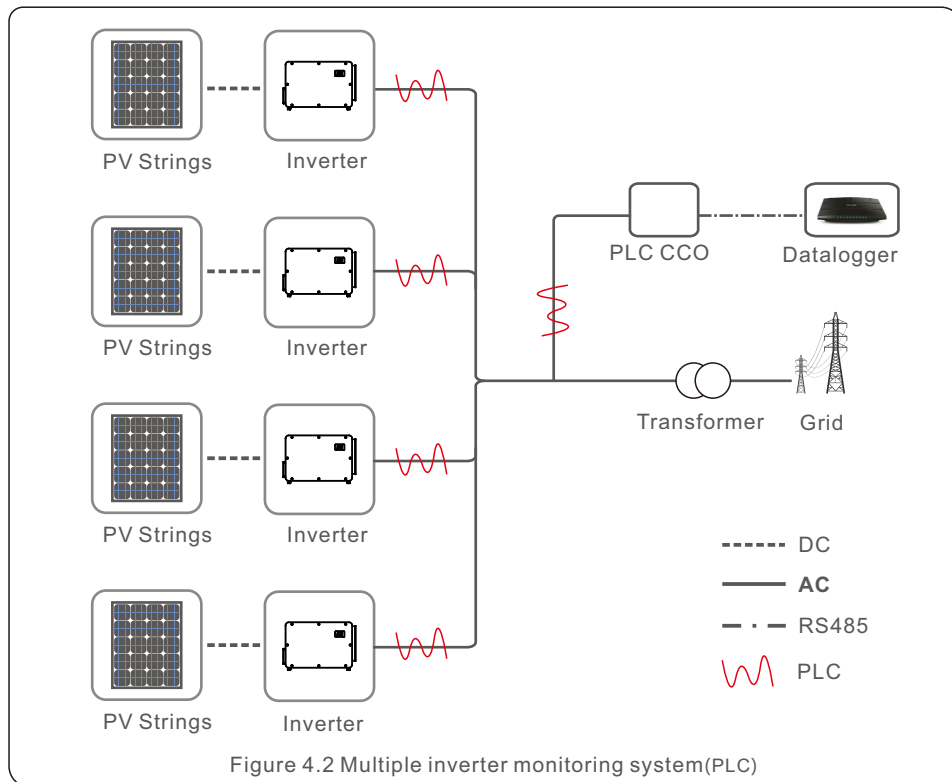 PV Strings
Inverter
PV Strings
Inverter
PLC CCO
Datalogger
Transformer
Grid
PV Strings
Inverter
PV Strings
Inverter
DC
AC
RS485
PLC
Figure 4.2 Multiple inverter monitoring system(PLC)